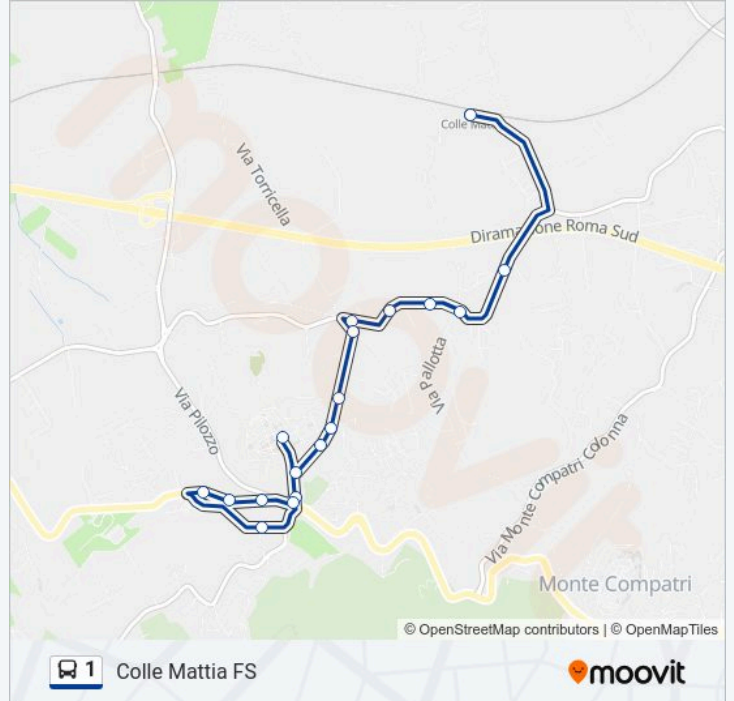 moovit
Colle Mattia
Via Torricella
Diramazione Roma Sud
Via Pallotta
Via Pilozzo
Via Monte Compatri Colonna
Monte Compatri
© OpenStreetMap contributors | © OpenMapTiles
1 Colle Mattia FS
moovit